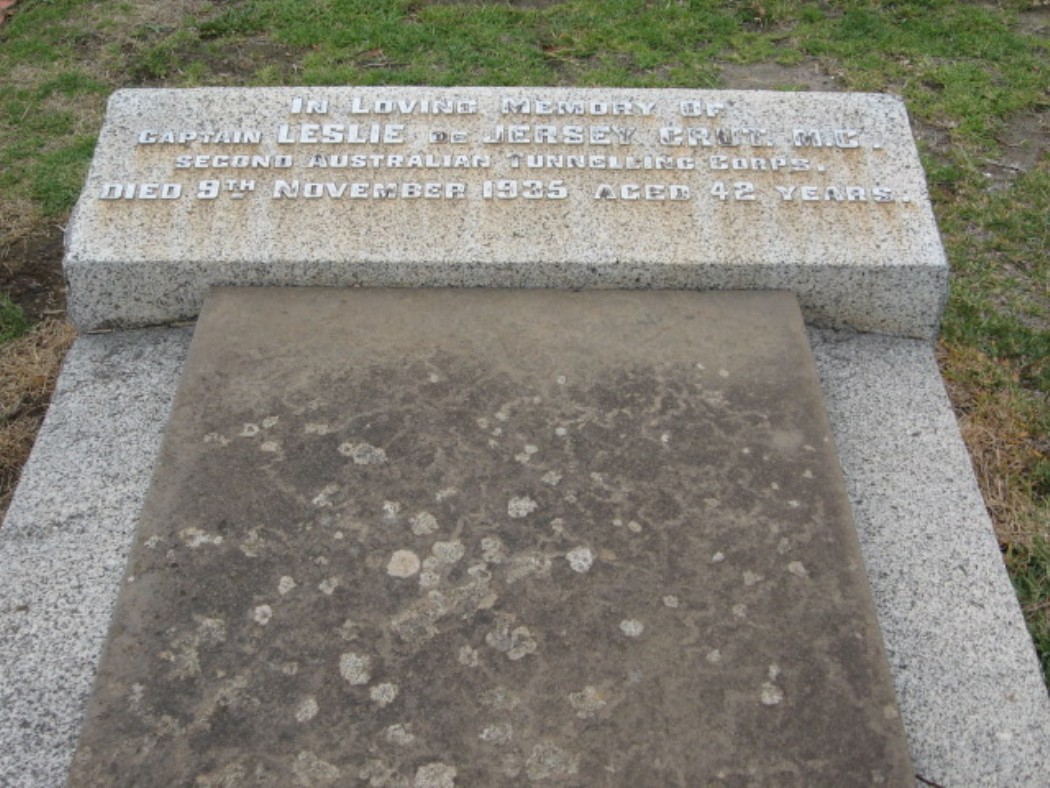 IN LOVING MEMORY OF
CAPTAIN LESLIE DE JERSEY GRUT. M.C.
SECOND AUSTRALIAN TUNNELLING CORPS.
DIED 9TH NOVEMBER 1935 AGED 42 YEARS.